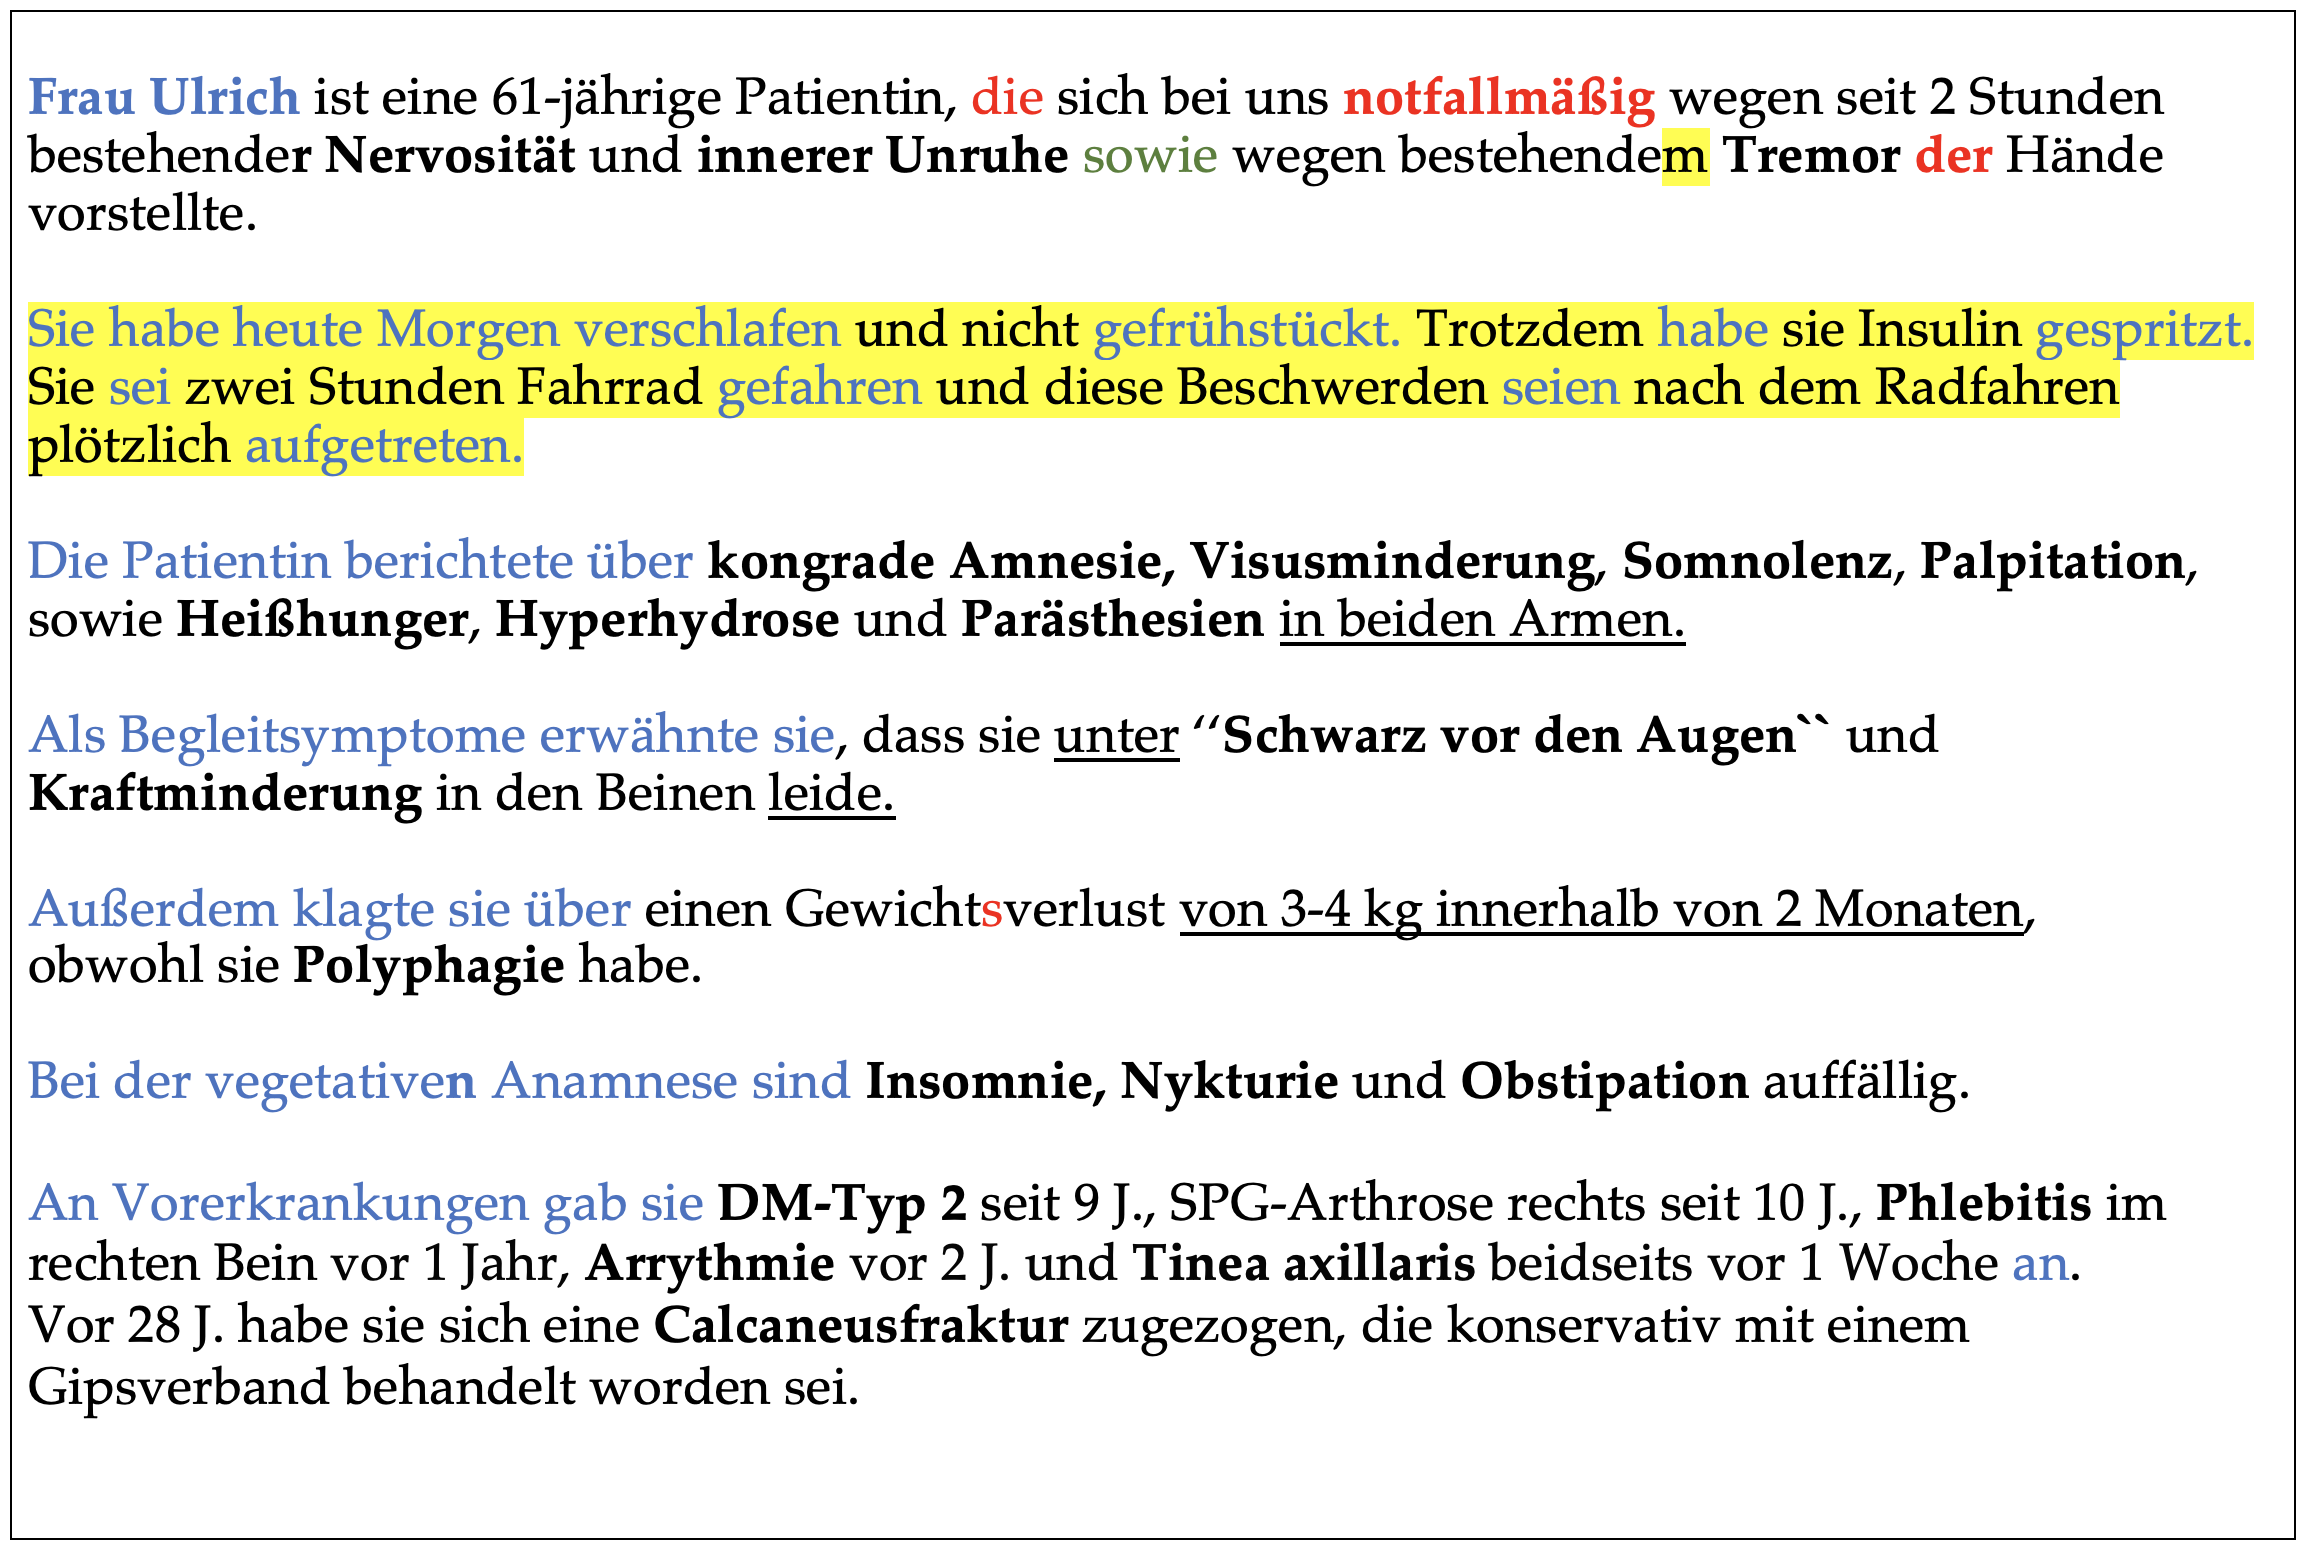 Frau Ulrich ist eine 61-jährige Patientin, die sich bei uns notfallmäßig wegen seit 2 Stunden
bestehender Nervosität und innerer Unruhe sowie wegen bestehendem Tremor der Hände
vorstellte.
Sie habe heute Morgen verschlafen und nicht gefrühstückt. Trotzdem habe sie Insulin gespritzt.
Sie sei zwei Stunden Fahrrad gefahren und diese Beschwerden seien nach dem Radfahren
plötzlich aufgetreten.
Die Patientin berichtete über kongrade Amnesie, Visusminderung, Somnolenz, Palpitation,
sowie Heißhunger, Hyperhydrose und Parästhesien in beiden Armen.
Als Begleitsymptome erwähnte sie, dass sie unter ‘‘Schwarz vor den Augen`` und
Kraftminderung in den Beinen leide.
Außerdem klagte sie über einen Gewichtsverlust von 3-4 kg innerhalb von 2 Monaten,
obwohl sie Polyphagie habe.
Bei der vegetativen Anamnese sind Insomnie, Nykturie und Obstipation auffällig.
An Vorerkrankungen gab sie DM-Typ 2 seit 9 J., SPG-Arthrose rechts seit 10 J., Phlebitis im
rechten Bein vor 1 Jahr, Arrythmie vor 2 J. und Tinea axillaris beidseits vor 1 Woche an.
Vor 28 J. habe sie sich eine Calcaneusfraktur zugezogen, die konservativ mit einem
Gipsverband behandelt worden sei.